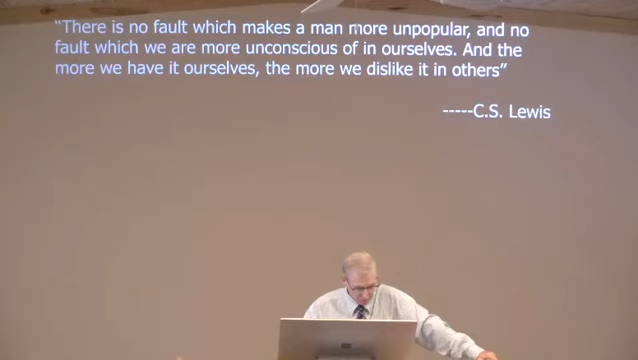 “There is no fault which makes a man more unpopular, and no
fault which we are more unconscious of in ourselves. And the
more we have it ourselves, the more we dislike it in others”
-----C.S. Lewis